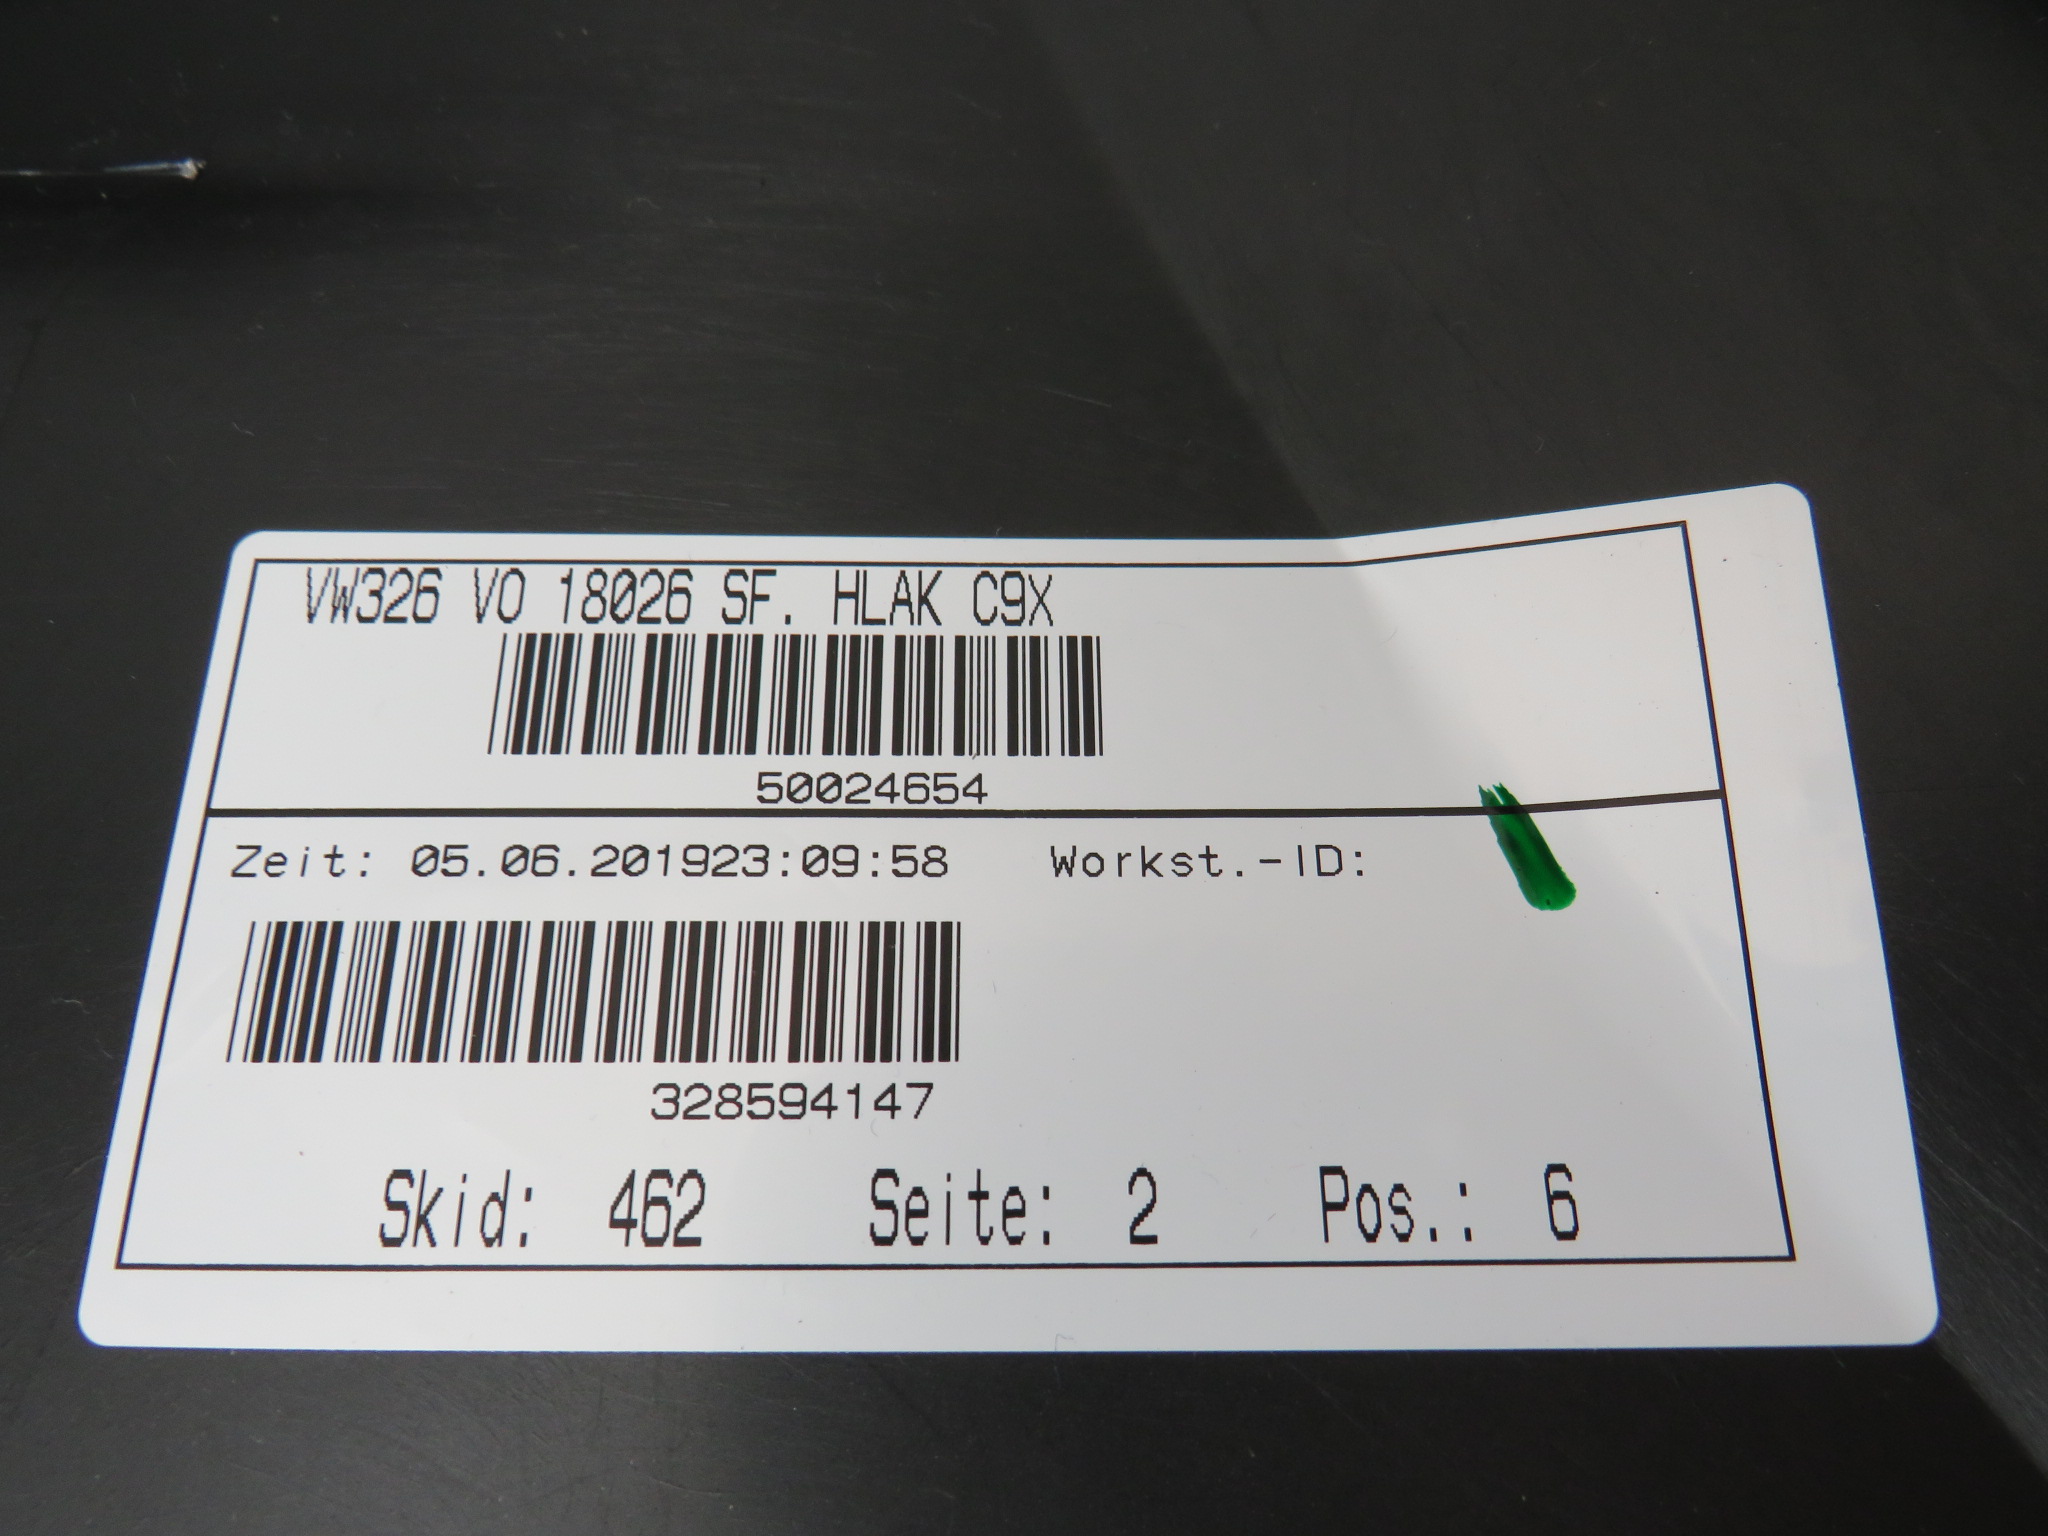 VW326 VO 18026 SF. HLAK C9X
50024654
Zeit: 05.06.201923:09:58 Workst.-ID:
328594147
Skid: 462 Seite: 2 Pos.: 6